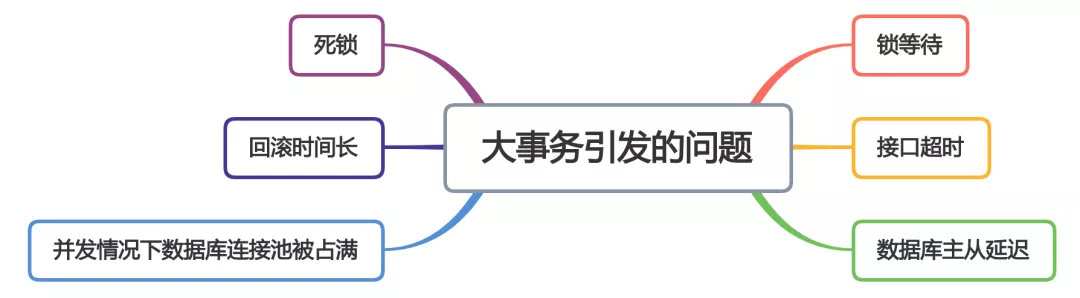 死锁
锁等待
大事务引发的问题
回滚时间长
接口超时
并发情况下数据库连接池被占满
数据库主从延迟